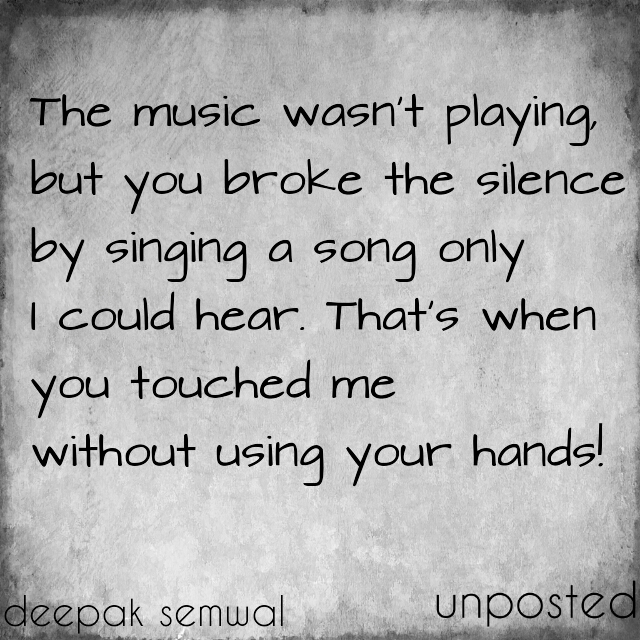 The music wasn't playing,
but you broke the silence
by singing a song only
I could hear. That's when
you touched me
without using your hands!
deepak semwal
unposted